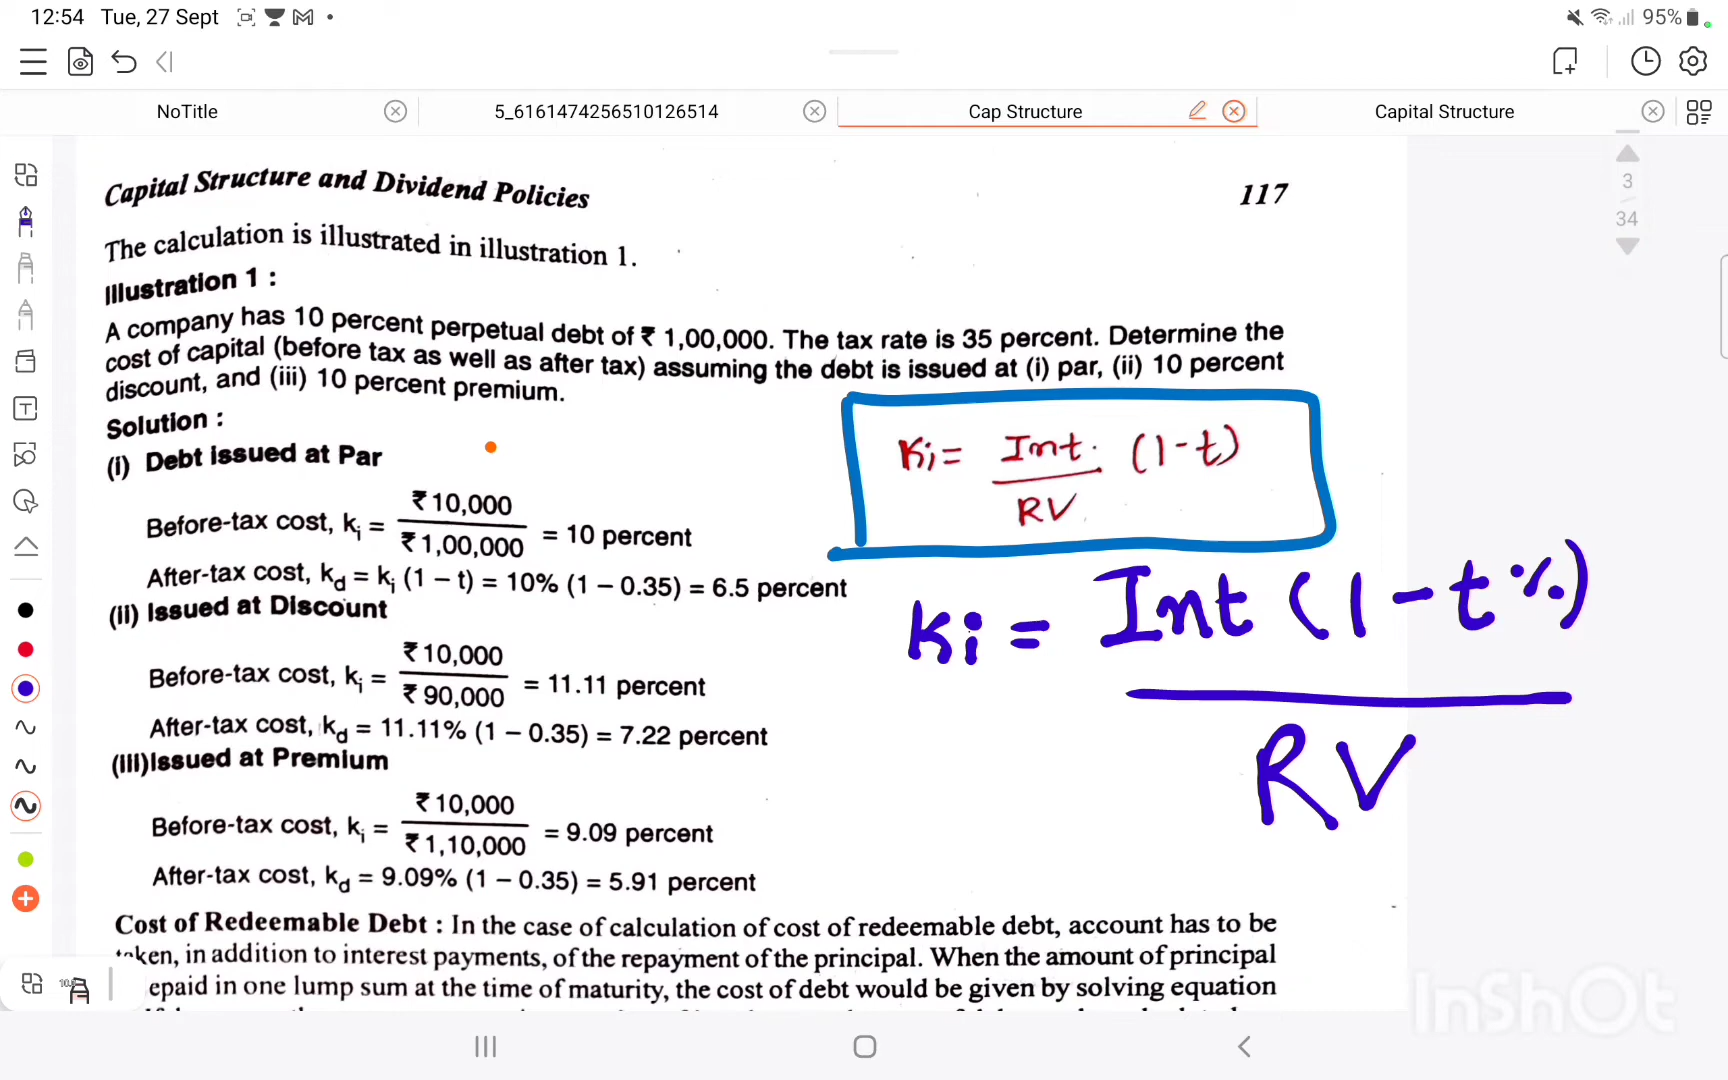 12:54 Tue, 27 Sept
95%
NoTitle
5_6161474256510126514
Cap Structure
Capital Structure
Capital Structure and Dividend Policies
117
3
34
The calculation is illustrated in illustration 1.
Illustration 1 :
A company has 10 percent perpetual debt of ₹ 1,00,000. The tax rate is 35 percent. Determine the
cost of capital (before tax as well as after tax) assuming the debt is issued at (i) par, (ii) 10 percent
discount, and (iii) 10 percent premium.
Solution :
(i) Debt issued at Par
Before-tax cost, ki = ₹ 10,000 / ₹ 1,00,000 = 10 percent
After-tax cost, kd = ki (1 – t) = 10% (1 – 0.35) = 6.5 percent
(ii) Issued at Discount
Before-tax cost, ki = ₹ 10,000 / ₹ 90,000 = 11.11 percent
After-tax cost, kd = 11.11% (1 – 0.35) = 7.22 percent
(iii) Issued at Premium
Before-tax cost, ki = ₹ 10,000 / ₹ 1,10,000 = 9.09 percent
After-tax cost, kd = 9.09% (1 – 0.35) = 5.91 percent
Ki = Int. / RV (1-t)
Ki = Int (1-t%) / RV
Cost of Redeemable Debt : In the case of calculation of cost of redeemable debt, account has to be
taken, in addition to interest payments, of the repayment of the principal. When the amount of principal
epaid in one lump sum at the time of maturity, the cost of debt would be given by solving equation
InShOt